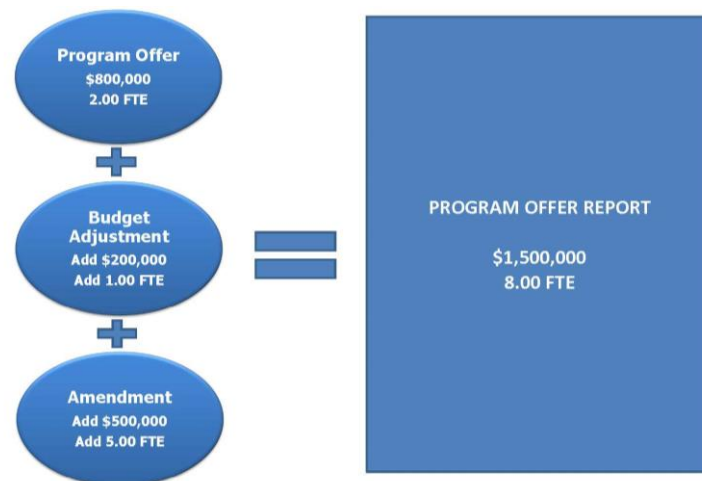 Program Offer
$800,000
2.00 FTE
Budget
Adjustment
Add $200,000
Add 1.00 FTE
Amendment
Add $500,000
Add 5.00 FTE
PROGRAM OFFER REPORT
$1,500,000
8.00 FTE